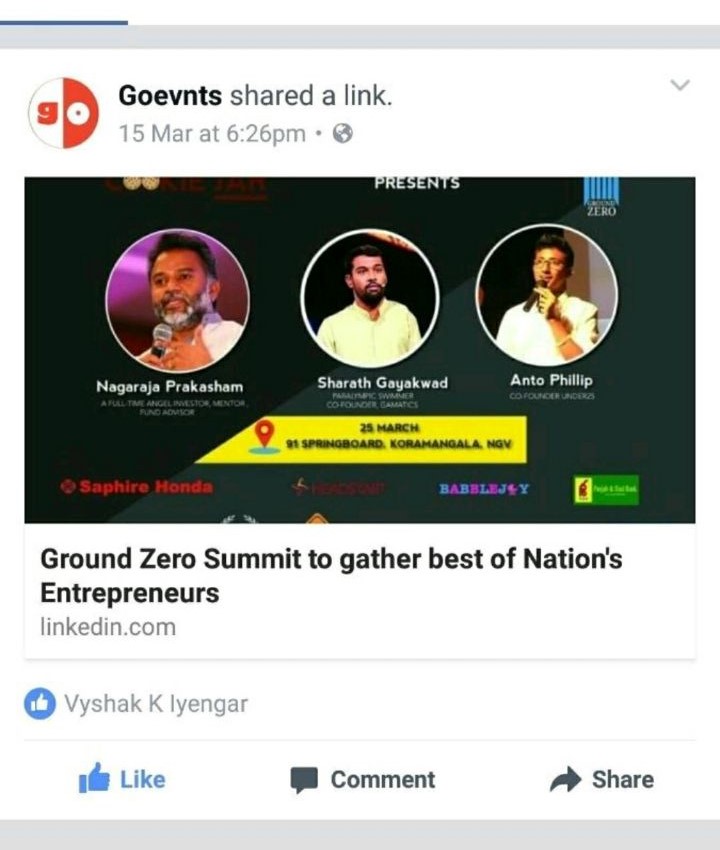 go
Goevnts shared a link.
15 Mar at 6:26pm •
COOKIE JAR
PRESENTS
GROUND
ZERO
Nagaraja Prakasham
A FULL-TIME ANGEL INVESTOR, MENTOR,
FUND ADVISOR
Sharath Gayakwad
PARALYMPIC SWIMMER
CO-FOUNDER, GAMATICS
Anto Phillip
CO-FOUNDER UNDER25
25 MARCH
91 SPRINGBOARD, KORAMANGALA, NGV
Saphire Honda
HEADSTART
BABBLEJOY
Ground Zero Summit to gather best of Nation's
Entrepreneurs
linkedin.com
Vyshak K Iyengar
Like
Comment
Share